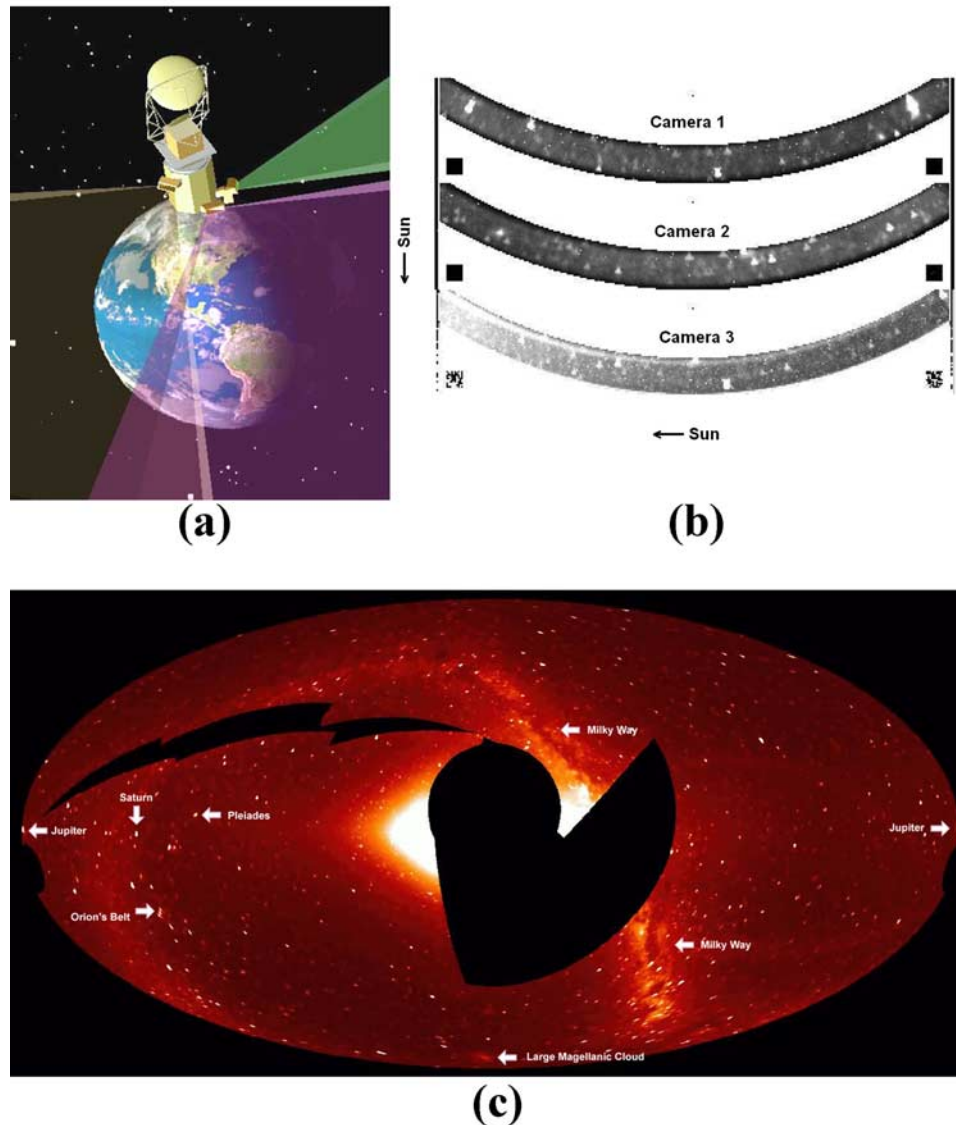 Camera 1
Camera 2
Camera 3
← Sun
← Sun
(a)
(b)
Milky Way
Saturn
Pleiades
Jupiter
Jupiter
Orion's Belt
Milky Way
Large Magellanic Cloud
(c)